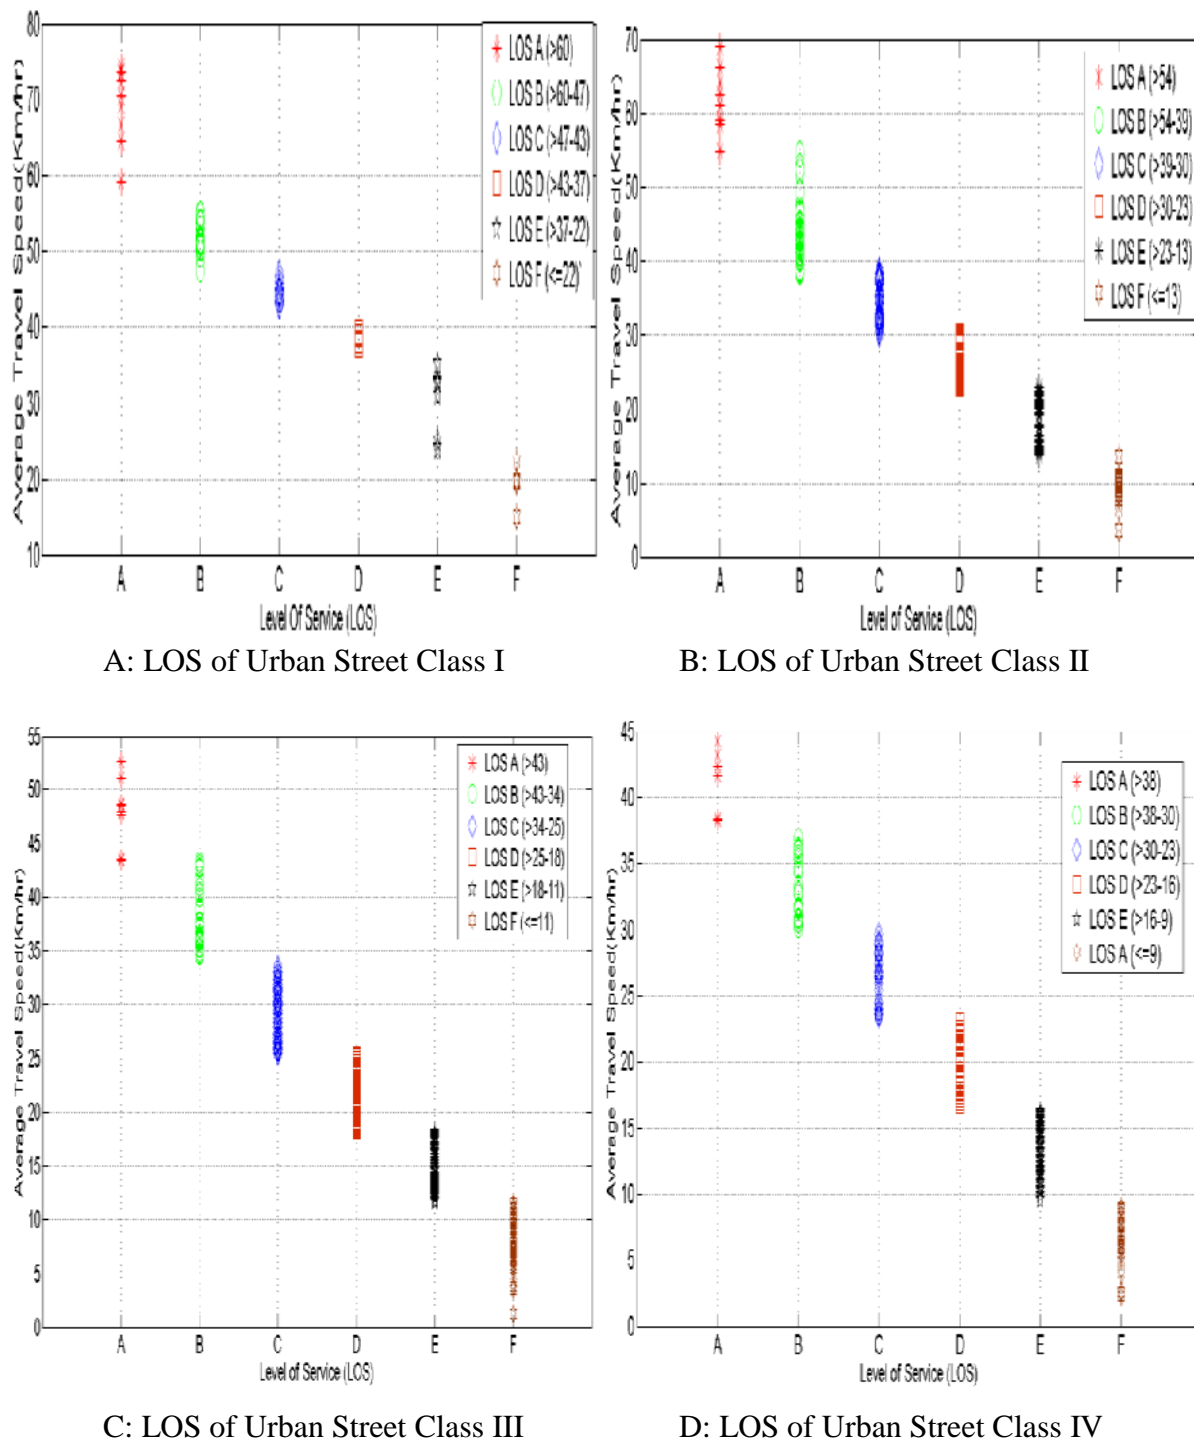 80
70
60
50
40
30
20
10
Average Travel Speed(Km/hr)
LOS A (>60)
LOS B (>60-47)
LOS C (>47-43)
LOS D (>43-37)
LOS E (>37-22)
LOS F (<=22)`
A B C D E F
Level Of Service (LOS)
A: LOS of Urban Street Class I
70
60
50
40
30
20
10
0
Average Travel Speed(Km/hr)
LOS A (>54)
LOS B (>54-39)
LOS C (>39-30)
LOS D (>30-23)
LOS E (>23-13)
LOS F (<=13)
A B C D E F
Level of Service (LOS)
B: LOS of Urban Street Class II
55
50
45
40
35
30
25
20
15
10
5
0
Average Travel Speed(Km/hr)
LOS A (>43)
LOS B (>43-34)
LOS C (>34-25)
LOS D (>25-18)
LOS E (>18-11)
LOS F (<=11)
A B C D E F
Level of Service (LOS)
C: LOS of Urban Street Class III
45
40
35
30
25
20
15
10
5
0
Average Travel Speed(Km/hr)
LOS A (>38)
LOS B (>38-30)
LOS C (>30-23)
LOS D (>23-16)
LOS E (>16-9)
LOS A (<=9)
A B C D E F
Level of Service (LOS)
D: LOS of Urban Street Class IV